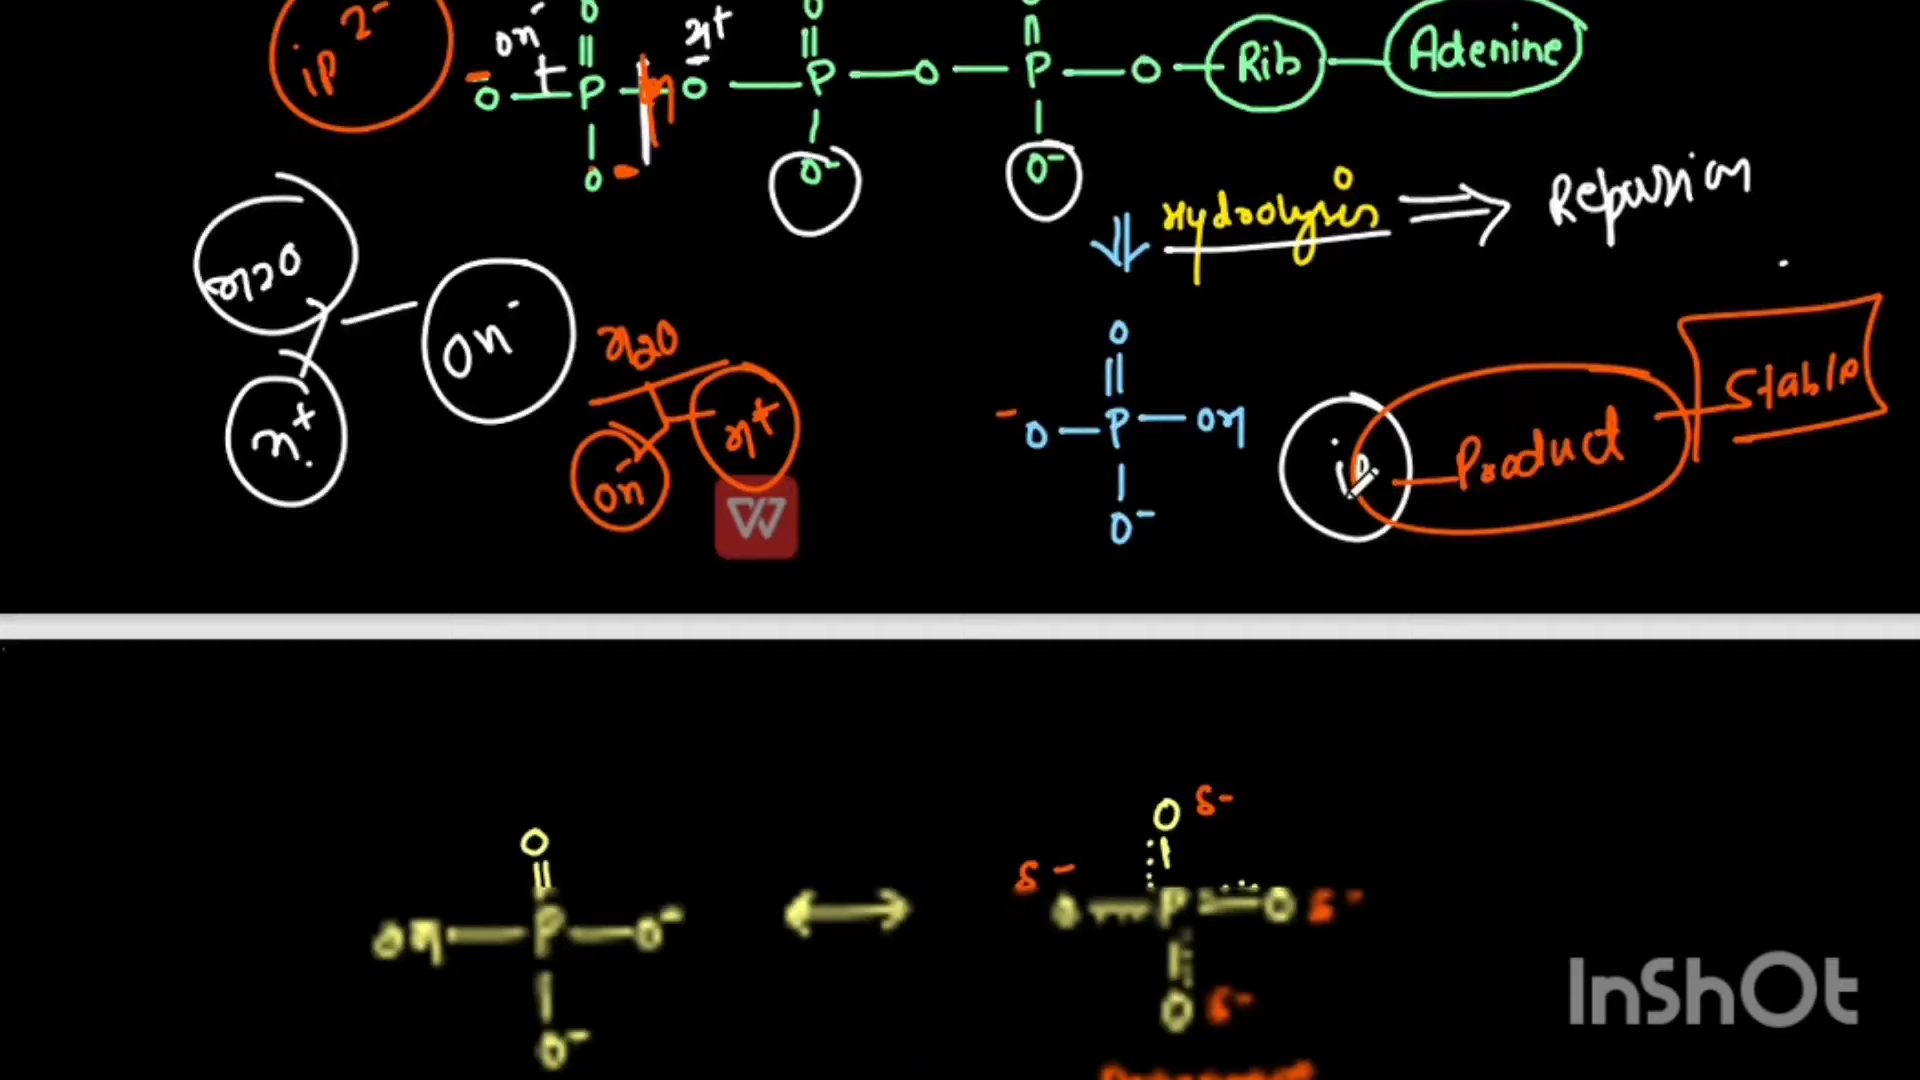 iP 2-
OH-
H+
O
O
O
-O P O P O P O Rib Adenine
O-
O-
O-
Hydrolysis
Repulsion
H2O
OH-
H+
H2O
OH-
H+
O
-O P OH
O-
iP
Product
Stable
O
OH P O-
O-
O δ-
δ- O P O δ-
O δ-
InShOt